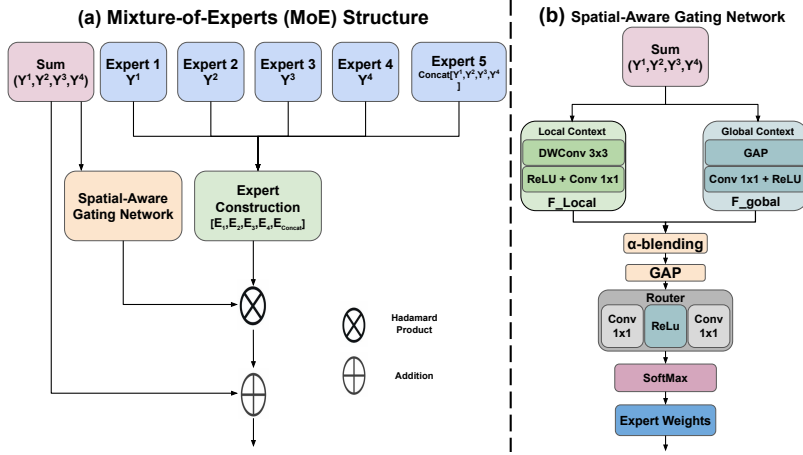 (a) Mixture-of-Experts (MoE) Structure
Sum
(Y¹,Y²,Y³,Y⁴)
Expert 1
Y¹
Expert 2
Y²
Expert 3
Y³
Expert 4
Y⁴
Expert 5
Concat[Y¹,Y²,Y³,Y⁴
]
Spatial-Aware
Gating Network
Expert
Construction
[E₁,E₂,E₃,E₄,E_Concat]
Hadamard
Product
Addition
(b) Spatial-Aware Gating Network
Sum
(Y¹,Y²,Y³,Y⁴)
Local Context
DWConv 3x3
ReLU + Conv 1x1
F_Local
Global Context
GAP
Conv 1x1 + ReLU
F_gobal
α-blending
GAP
Router
Conv
1x1
ReLu
Conv
1x1
SoftMax
Expert Weights